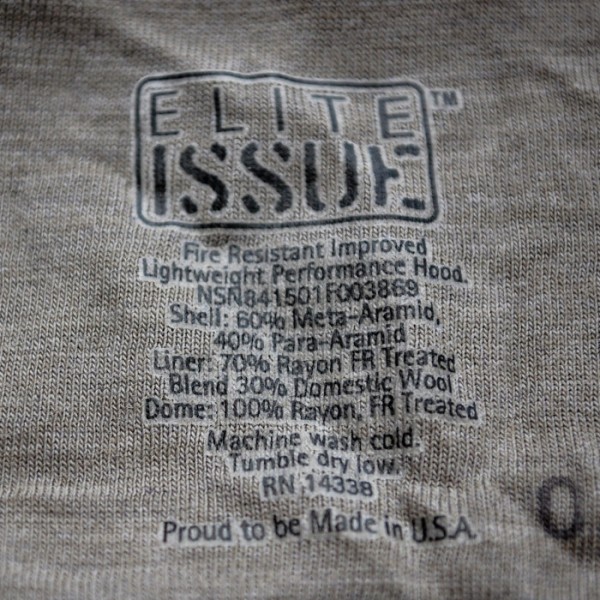 ELITE ™
ISSUE
Fire Resistant Improved
Lightweight Performance Hood.
NSN841501F003869
Shell: 60% Meta-Aramid,
40% Para-Aramid
Liner: 70% Rayon FR Treated
Blend 30% Domestic Wool
Dome: 100% Rayon, FR Treated
Machine wash cold.
Tumble dry low.
RN 14338
Proud to be Made in U.S.A.
O